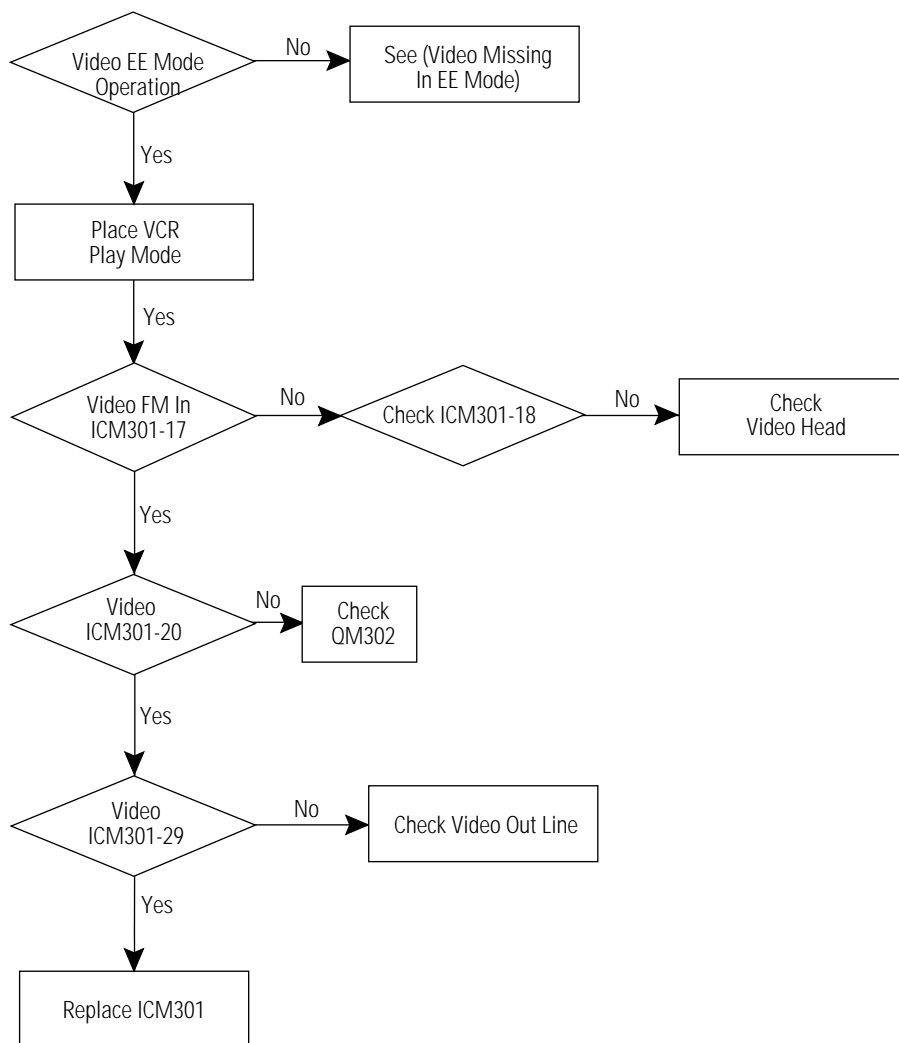 Video EE Mode
Operation
No
See (Video Missing
In EE Mode)
Yes
Place VCR
Play Mode
Yes
Video FM In
ICM301-17
No
Check ICM301-18
No
Check
Video Head
Yes
Video
ICM301-20
No
Check
QM302
Yes
Video
ICM301-29
No
Check Video Out Line
Yes
Replace ICM301